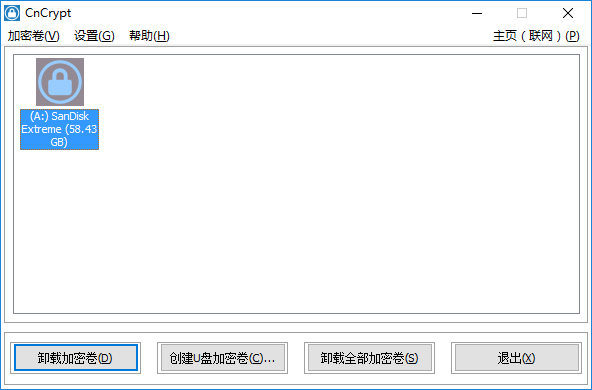 CnCrypt
加密卷(V) 设置(G) 帮助(H) 主页 ( 联网 ) (P)
(A:) SanDisk
Extreme (58.43
GB)
卸载加密卷(D) 创建U盘加密卷(C)... 卸载全部加密卷(S) 退出(X)